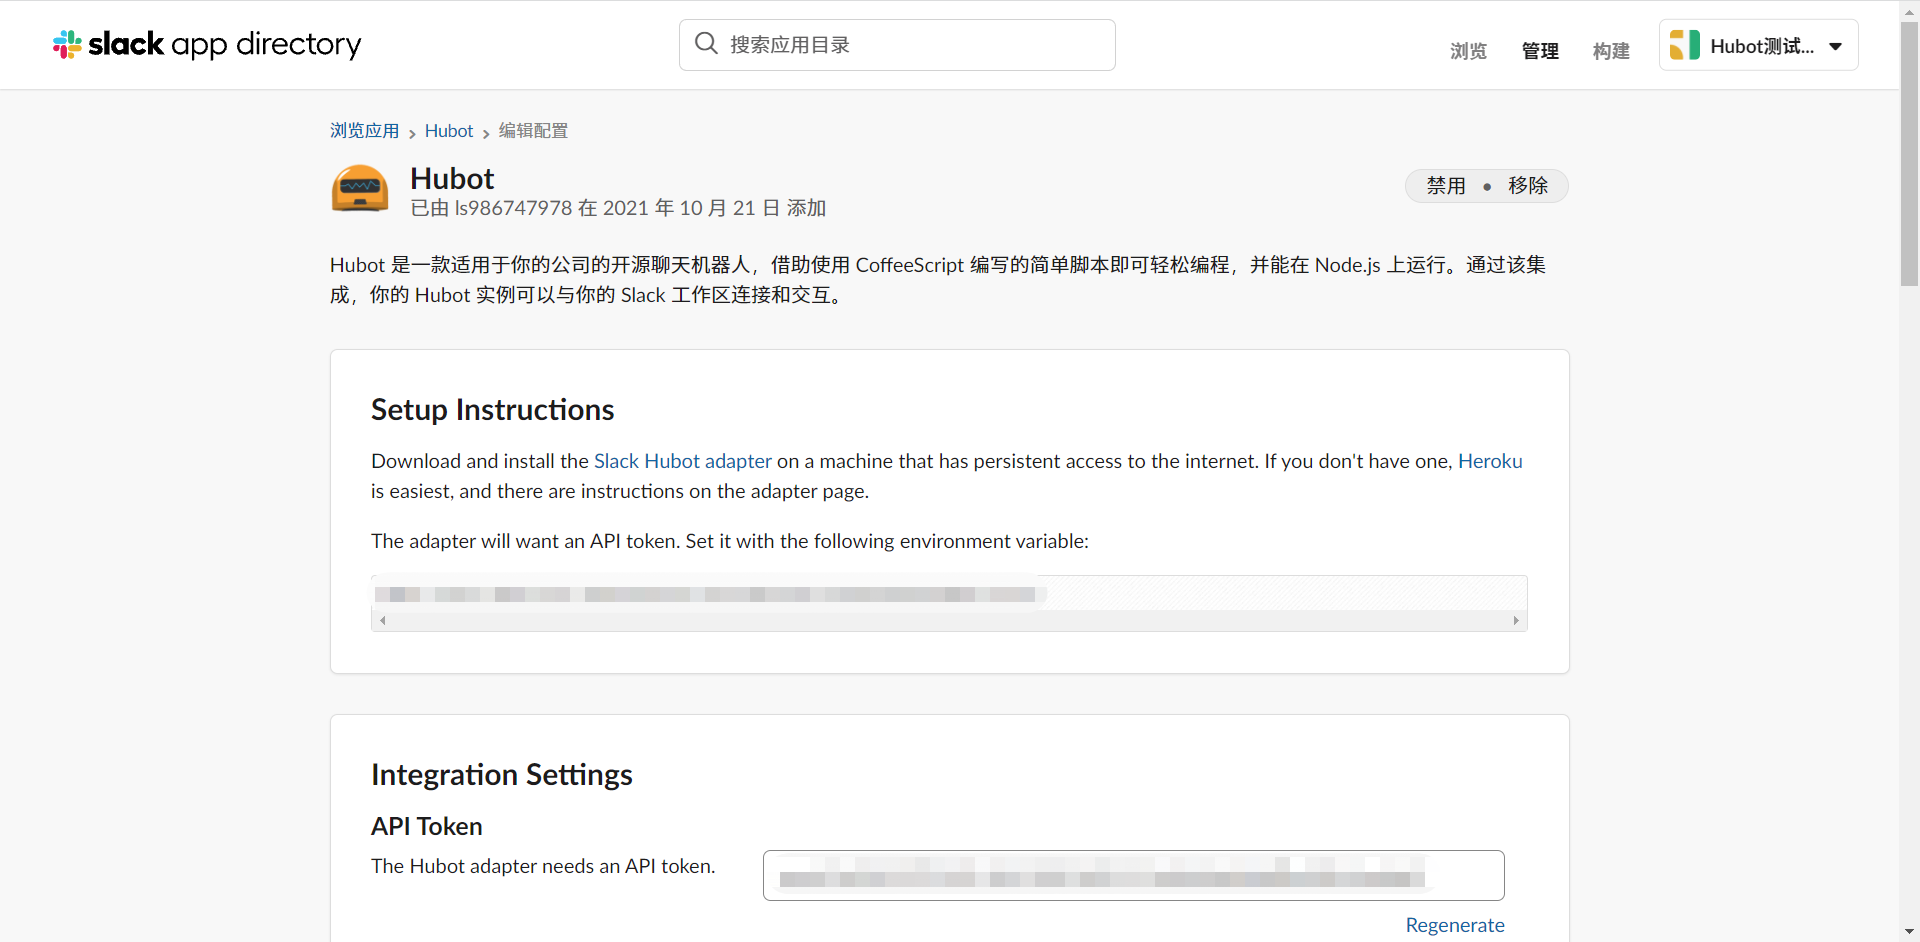 slack app directory
搜索应用目录
浏览
管理
构建
Hubot测试...
浏览应用 › Hubot › 编辑配置
Hubot
禁用 • 移除
已由 ls986747978 在 2021 年 10 月 21 日 添加
Hubot 是一款适用于你的公司的开源聊天机器人，借助使用 CoffeeScript 编写的简单脚本即可轻松编程，并能在 Node.js 上运行。通过该集
成，你的 Hubot 实例可以与你的 Slack 工作区连接和交互。
Setup Instructions
Download and install the Slack Hubot adapter on a machine that has persistent access to the internet. If you don't have one, Heroku
is easiest, and there are instructions on the adapter page.
The adapter will want an API token. Set it with the following environment variable:
Integration Settings
API Token
The Hubot adapter needs an API token.
Regenerate